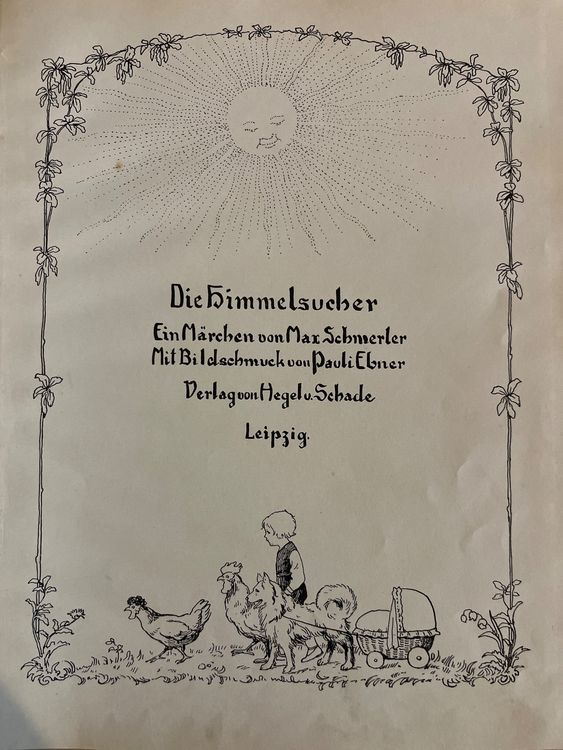 Die Himmelsucher
Ein Märchen von Max Schmerler
Mit Bildschmuck von Pauli Ebner
Verlag von Hegel u. Schade
Leipzig.